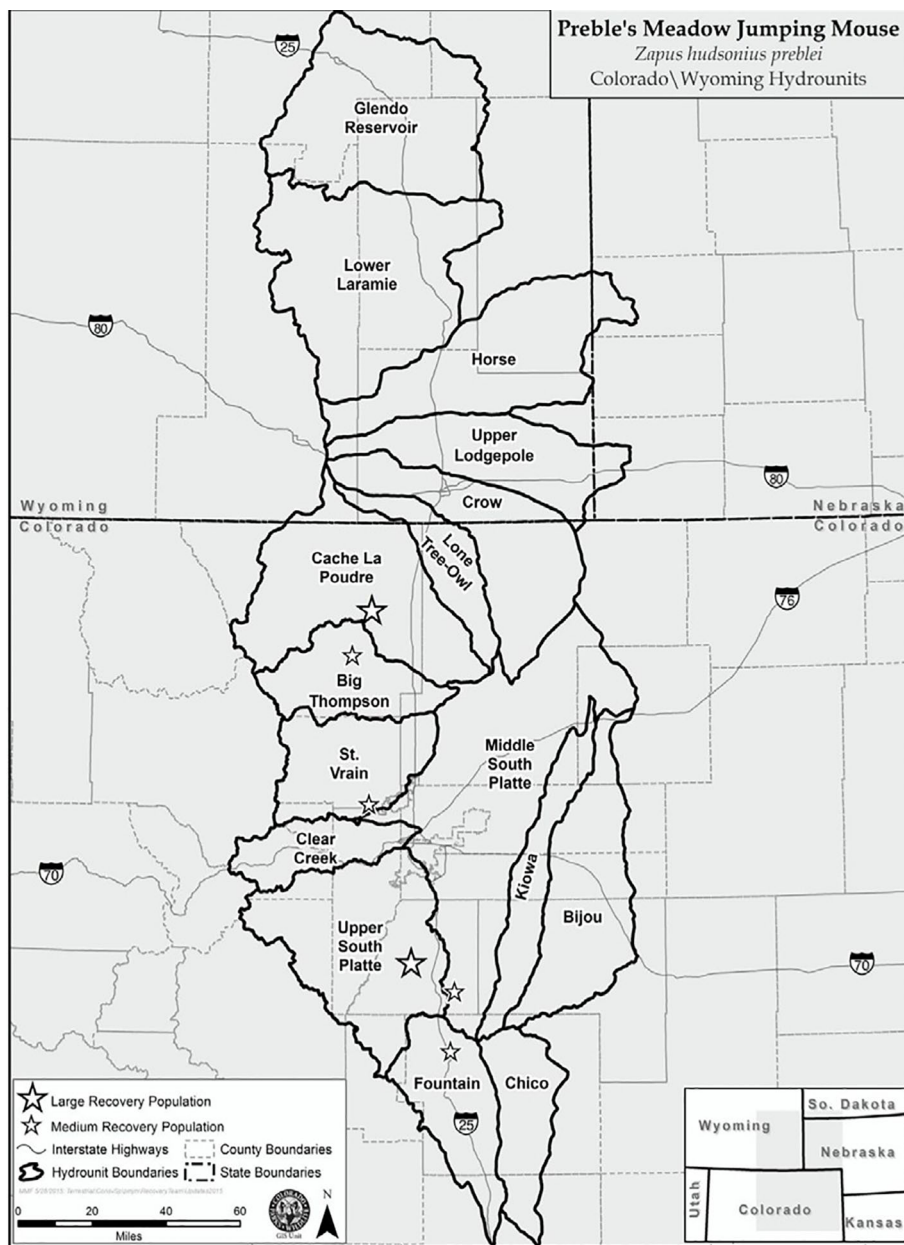 Preble's Meadow Jumping Mouse
Zapus hudsonius preblei
Colorado\Wyoming Hydrounits
25
Glendo
Reservoir
Lower
Laramie
80
Horse
Upper
Lodgepole
80
Crow
Wyoming
Colorado
Nebraska
Colorado
Cache La
Poudre
Lone
Tree-Owl
76
Big
Thompson
St.
Vrain
Middle
South
Platte
Clear
Creek
70
Kiowa
Bijou
Upper
South
Platte
70
Fountain
Chico
25
Large Recovery Population
Medium Recovery Population
Interstate Highways
County Boundaries
Hydrounit Boundaries
State Boundaries
0 20 40 60
Miles
GIS Unit
N
Wyoming
So. Dakota
Nebraska
Utah
Colorado
Kansas